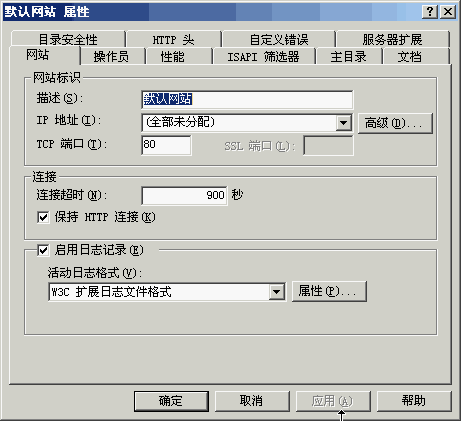 默认网站 属性
目录安全性 HTTP 头 自定义错误 服务器扩展
网站 操作员 性能 ISAPI 筛选器 主目录 文档
网站标识
描述(S): 默认网站
IP 地址(I): (全部未分配) 高级(D)...
TCP 端口(T): 80 SSL 端口(L):
连接
连接超时(N): 900 秒
保持 HTTP 连接(K)
启用日志记录(E)
活动日志格式(V):
W3C 扩展日志文件格式 属性(P)...
确定 取消 应用(A) 帮助